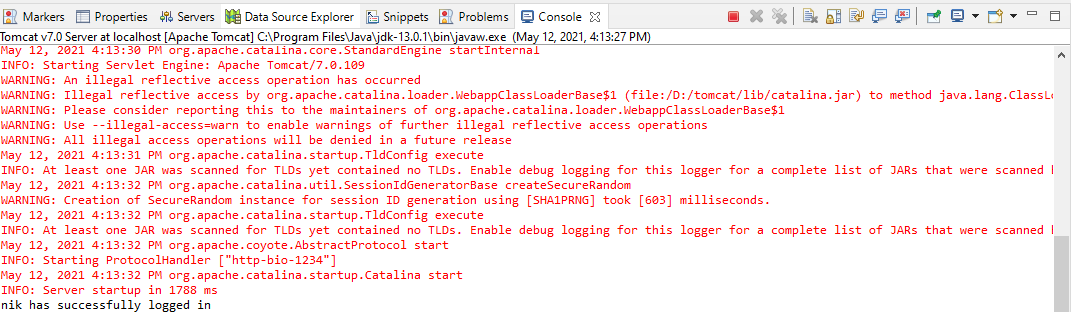 Markers Properties Servers Data Source Explorer Snippets Problems Console
Tomcat v7.0 Server at localhost [Apache Tomcat] C:\Program Files\Java\jdk-13.0.1\bin\javaw.exe (May 12, 2021, 4:13:27 PM)
May 12, 2021 4:13:30 PM org.apache.catalina.core.StandardEngine startInternal
INFO: Starting Servlet Engine: Apache Tomcat/7.0.109
WARNING: An illegal reflective access operation has occurred
WARNING: Illegal reflective access by org.apache.catalina.loader.WebappClassLoaderBase$1 (file:/D:/tomcat/lib/catalina.jar) to method java.lang.ClassLo
WARNING: Please consider reporting this to the maintainers of org.apache.catalina.loader.WebappClassLoaderBase$1
WARNING: Use --illegal-access=warn to enable warnings of further illegal reflective access operations
WARNING: All illegal access operations will be denied in a future release
May 12, 2021 4:13:31 PM org.apache.catalina.startup.TldConfig execute
INFO: At least one JAR was scanned for TLDs yet contained no TLDs. Enable debug logging for this logger for a complete list of JARs that were scanned
May 12, 2021 4:13:32 PM org.apache.catalina.util.SessionIdGeneratorBase createSecureRandom
WARNING: Creation of SecureRandom instance for session ID generation using [SHA1PRNG] took [603] milliseconds.
May 12, 2021 4:13:32 PM org.apache.catalina.startup.TldConfig execute
INFO: At least one JAR was scanned for TLDs yet contained no TLDs. Enable debug logging for this logger for a complete list of JARs that were scanned
May 12, 2021 4:13:32 PM org.apache.coyote.AbstractProtocol start
INFO: Starting ProtocolHandler ["http-bio-1234"]
May 12, 2021 4:13:32 PM org.apache.catalina.startup.Catalina start
INFO: Server startup in 1788 ms
nik has successfully logged in